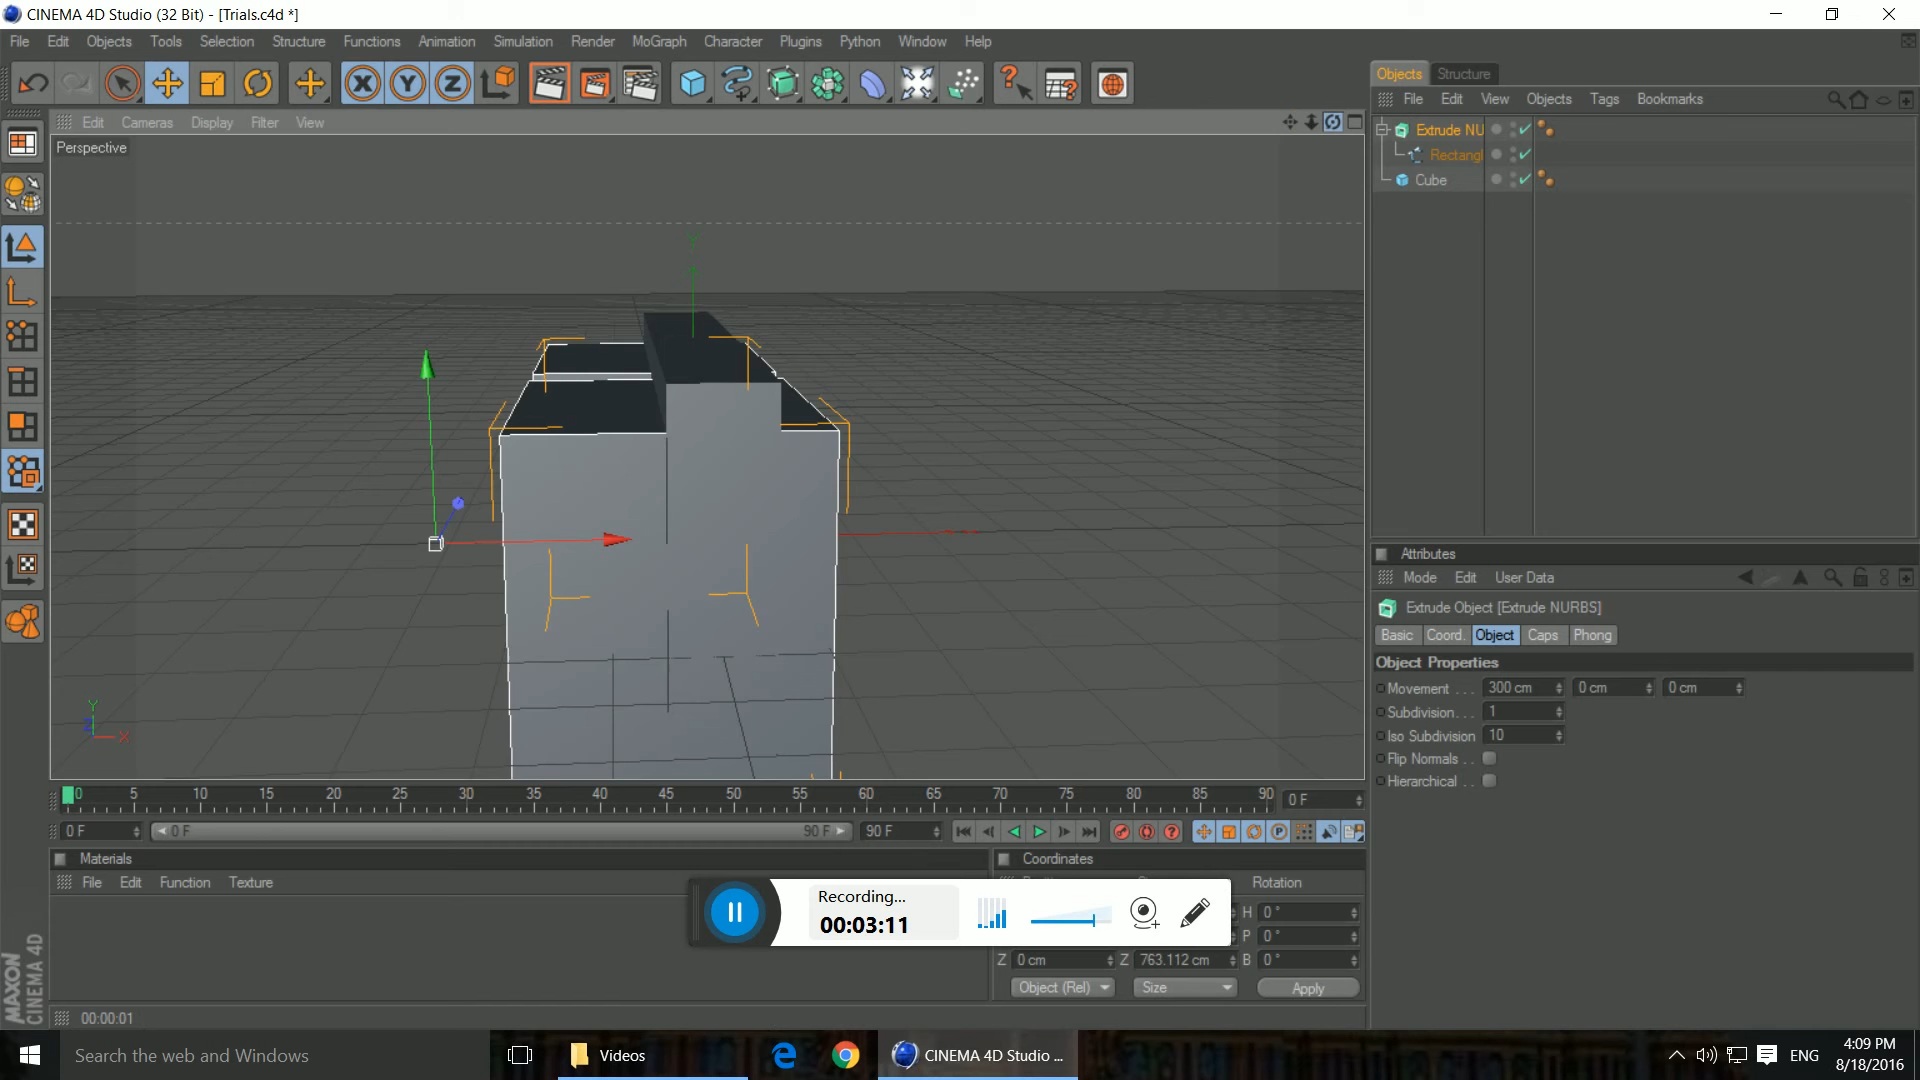 CINEMA 4D Studio (32 Bit) - [Trials.c4d *]
File Edit Objects Tools Selection Structure Functions Animation Simulation Render MoGraph Character Plugins Python Window Help
X Y Z
Objects Structure
File Edit View Objects Tags Bookmarks
Edit Cameras Display Filter View
Perspective
Extrude NU
Rectangl
Cube
Y
Attributes
Mode Edit User Data
Extrude Object [Extrude NURBS]
Basic Coord. Object Caps Phong
Object Properties
Movement . . . 300 cm 0 cm 0 cm
Subdivision. . . 1
Iso Subdivision 10
Flip Normals . .
Hierarchical . .
Y
Z
X
0 5 10 15 20 25 30 35 40 45 50 55 60 65 70 75 80 85 90 0 F
0 F 0 F 90 F 90 F
Materials
File Edit Function Texture
Coordinates
Rotation
Recording...
00:03:11
H 0 °
P 0 °
Z 0 cm Z 763.112 cm B 0 °
Object (Rel) Size Apply
MAXON
CINEMA 4D
00:00:01
Search the web and Windows
Videos
CINEMA 4D Studio ...
ENG
4:09 PM
8/18/2016